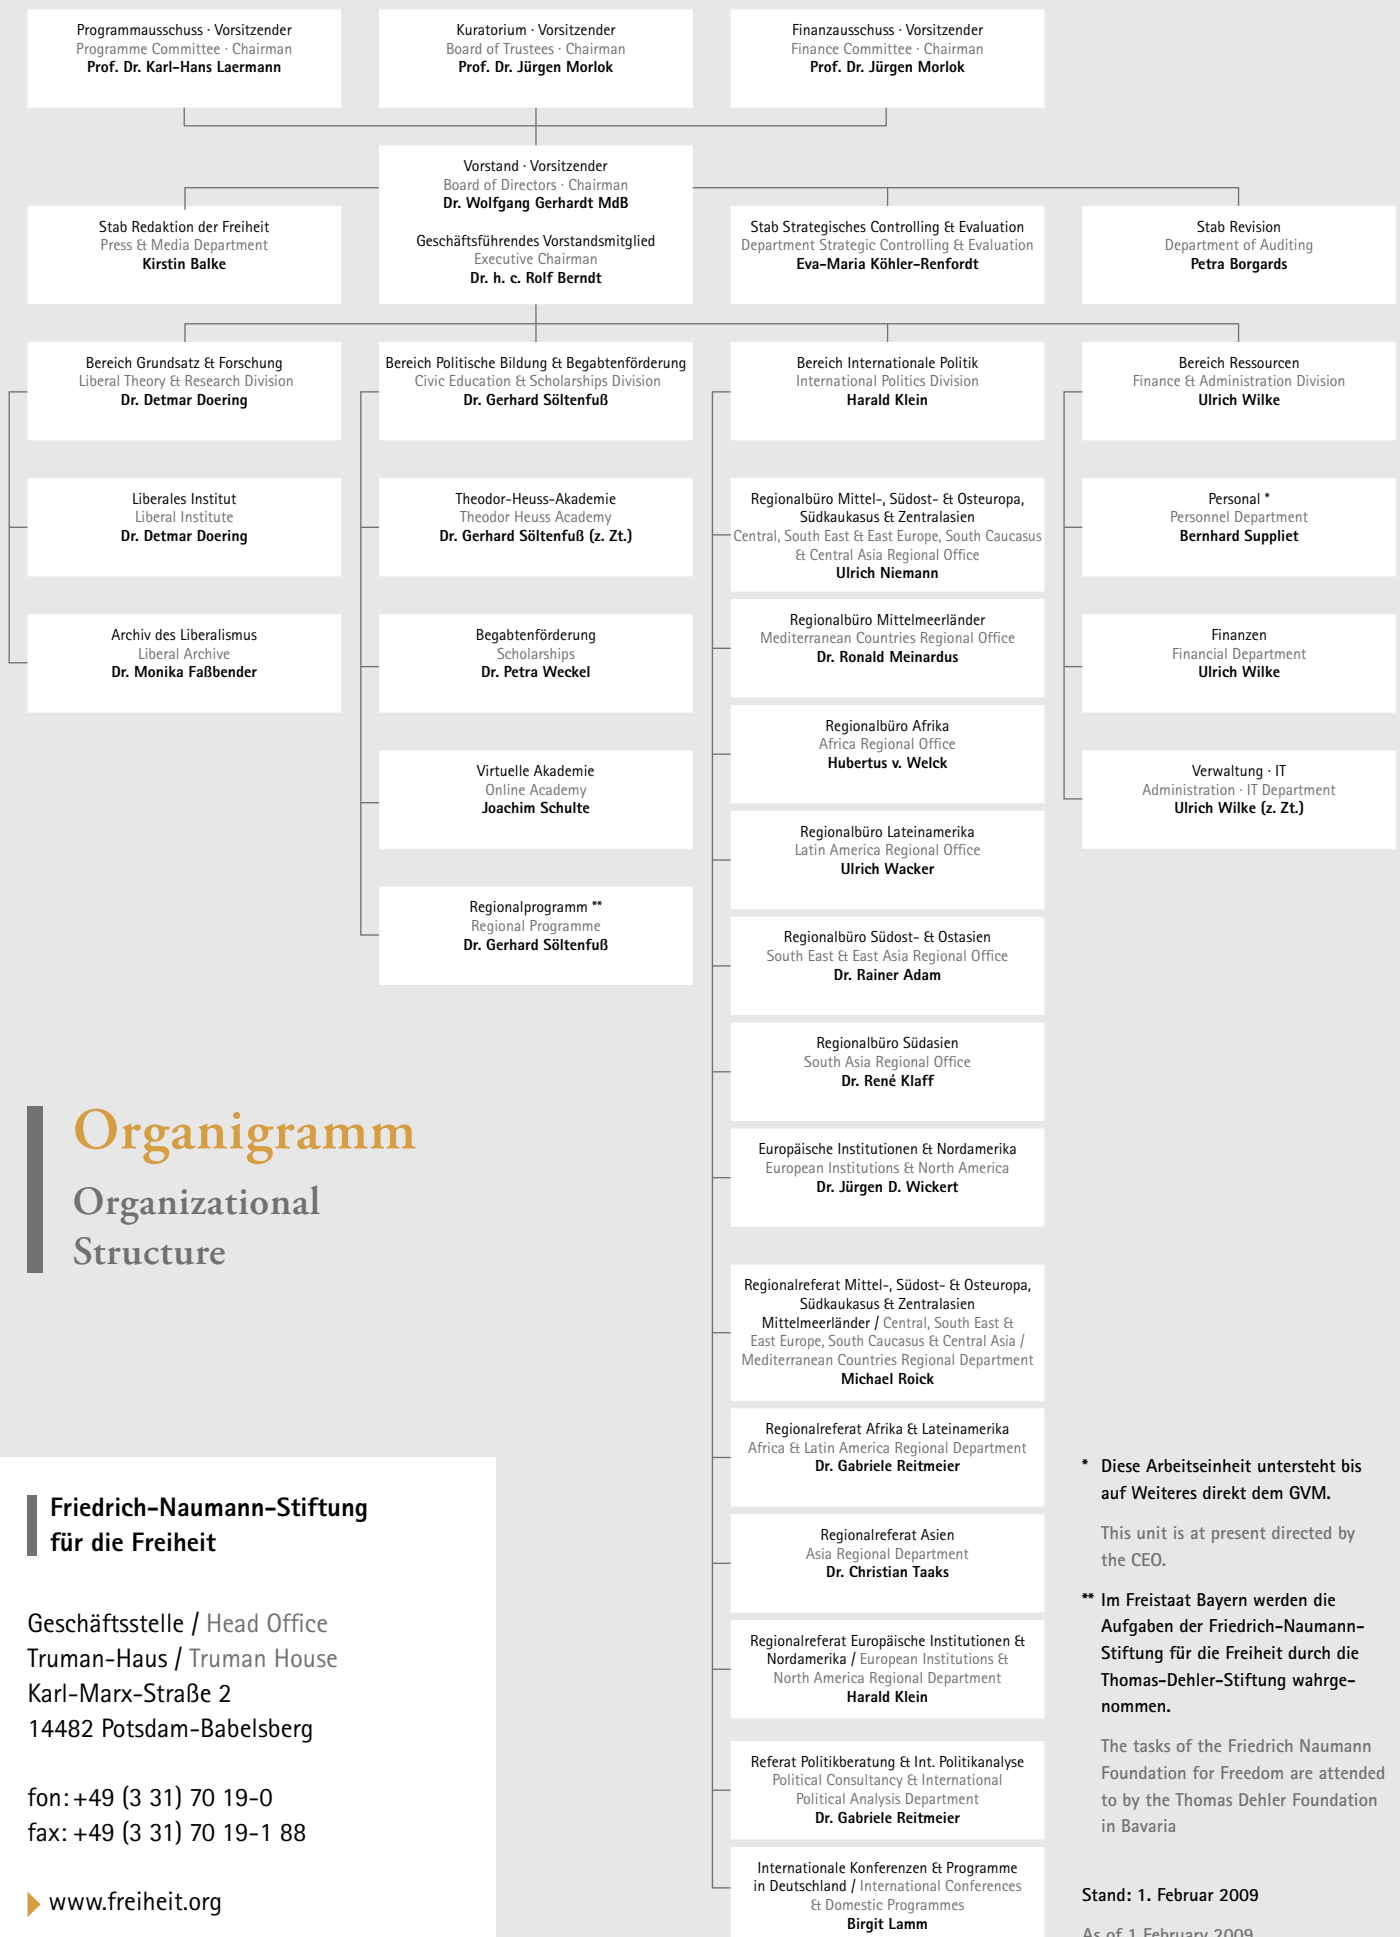 Programmausschuss · Vorsitzender
Programme Committee · Chairman
Prof. Dr. Karl-Hans Laermann
Kuratorium · Vorsitzender
Board of Trustees · Chairman
Prof. Dr. Jürgen Morlok
Finanzausschuss · Vorsitzender
Finance Committee · Chairman
Prof. Dr. Jürgen Morlok
Vorstand · Vorsitzender
Board of Directors · Chairman
Dr. Wolfgang Gerhardt MdB
Geschäftsführendes Vorstandsmitglied
Executive Chairman
Dr. h. c. Rolf Berndt
Stab Redaktion der Freiheit
Press & Media Department
Kirstin Balke
Stab Strategisches Controlling & Evaluation
Department Strategic Controlling & Evaluation
Eva-Maria Köhler-Renfordt
Stab Revision
Department of Auditing
Petra Borgards
Bereich Grundsatz & Forschung
Liberal Theory & Research Division
Dr. Detmar Doering
Liberales Institut
Liberal Institute
Dr. Detmar Doering
Archiv des Liberalismus
Liberal Archive
Dr. Monika Faßbender
Bereich Politische Bildung & Begabtenförderung
Civic Education & Scholarships Division
Dr. Gerhard Söltenfuß
Theodor-Heuss-Akademie
Theodor Heuss Academy
Dr. Gerhard Söltenfuß (z. Zt.)
Begabtenförderung
Scholarships
Dr. Petra Weckel
Virtuelle Akademie
Online Academy
Joachim Schulte
Regionalprogramm **
Regional Programme
Dr. Gerhard Söltenfuß
Bereich Internationale Politik
International Politics Division
Harald Klein
Regionalbüro Mittel-, Südost- & Osteuropa,
Südkaukasus & Zentralasien
Central, South East & East Europe, South Caucasus
& Central Asia Regional Office
Ulrich Niemann
Regionalbüro Mittelmeerländer
Mediterranean Countries Regional Office
Dr. Ronald Meinardus
Regionalbüro Afrika
Africa Regional Office
Hubertus v. Welck
Regionalbüro Lateinamerika
Latin America Regional Office
Ulrich Wacker
Regionalbüro Südost- & Ostasien
South East & East Asia Regional Office
Dr. Rainer Adam
Regionalbüro Südasien
South Asia Regional Office
Dr. René Klaff
Europäische Institutionen & Nordamerika
European Institutions & North America
Dr. Jürgen D. Wickert
Regionalreferat Mittel-, Südost- & Osteuropa,
Südkaukasus & Zentralasien
Mittelmeerländer / Central, South East &
East Europe, South Caucasus & Central Asia /
Mediterranean Countries Regional Department
Michael Roick
Regionalreferat Afrika & Lateinamerika
Africa & Latin America Regional Department
Dr. Gabriele Reitmeier
Regionalreferat Asien
Asia Regional Department
Dr. Christian Taaks
Regionalreferat Europäische Institutionen &
Nordamerika / European Institutions &
North America Regional Department
Harald Klein
Referat Politikberatung & Int. Politikanalyse
Political Consultancy & International
Political Analysis Department
Dr. Gabriele Reitmeier
Internationale Konferenzen & Programme
in Deutschland / International Conferences
& Domestic Programmes
Birgit Lamm
Bereich Ressourcen
Finance & Administration Division
Ulrich Wilke
Personal *
Personnel Department
Bernhard Suppliet
Finanzen
Financial Department
Ulrich Wilke
Verwaltung · IT
Administration · IT Department
Ulrich Wilke (z. Zt.)
Organigramm
Organizational
Structure
Friedrich-Naumann-Stiftung
für die Freiheit
Geschäftsstelle / Head Office
Truman-Haus / Truman House
Karl-Marx-Straße 2
14482 Potsdam-Babelsberg
fon: +49 (3 31) 70 19-0
fax: +49 (3 31) 70 19-1 88
www.freiheit.org
* Diese Arbeitseinheit untersteht bis
auf Weiteres direkt dem GVM.
This unit is at present directed by
the CEO.
** Im Freistaat Bayern werden die
Aufgaben der Friedrich-Naumann-
Stiftung für die Freiheit durch die
Thomas-Dehler-Stiftung wahrge-
nommen.
The tasks of the Friedrich Naumann
Foundation for Freedom are attended
to by the Thomas Dehler Foundation
in Bavaria
Stand: 1. Februar 2009
As of 1 February 2009